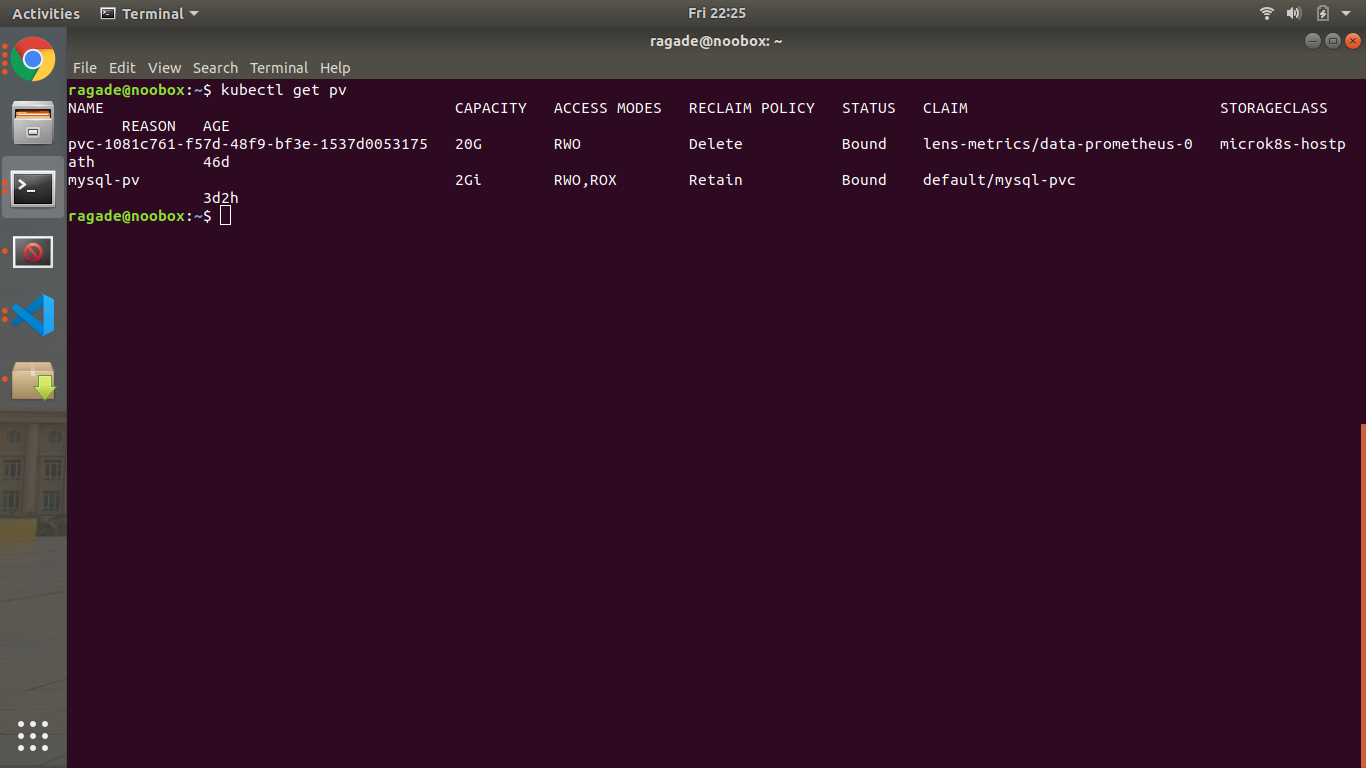 Activities Terminal Fri 22:25
ragade@noobox: ~
File Edit View Search Terminal Help
ragade@noobox:~$ kubectl get pv
NAME CAPACITY ACCESS MODES RECLAIM POLICY STATUS CLAIM STORAGECLASS
REASON AGE
pvc-1081c761-f57d-48f9-bf3e-1537d0053175 20G RWO Delete Bound lens-metrics/data-prometheus-0 microk8s-hostp
ath 46d
mysql-pv 2Gi RWO,ROX Retain Bound default/mysql-pvc
3d2h
ragade@noobox:~$